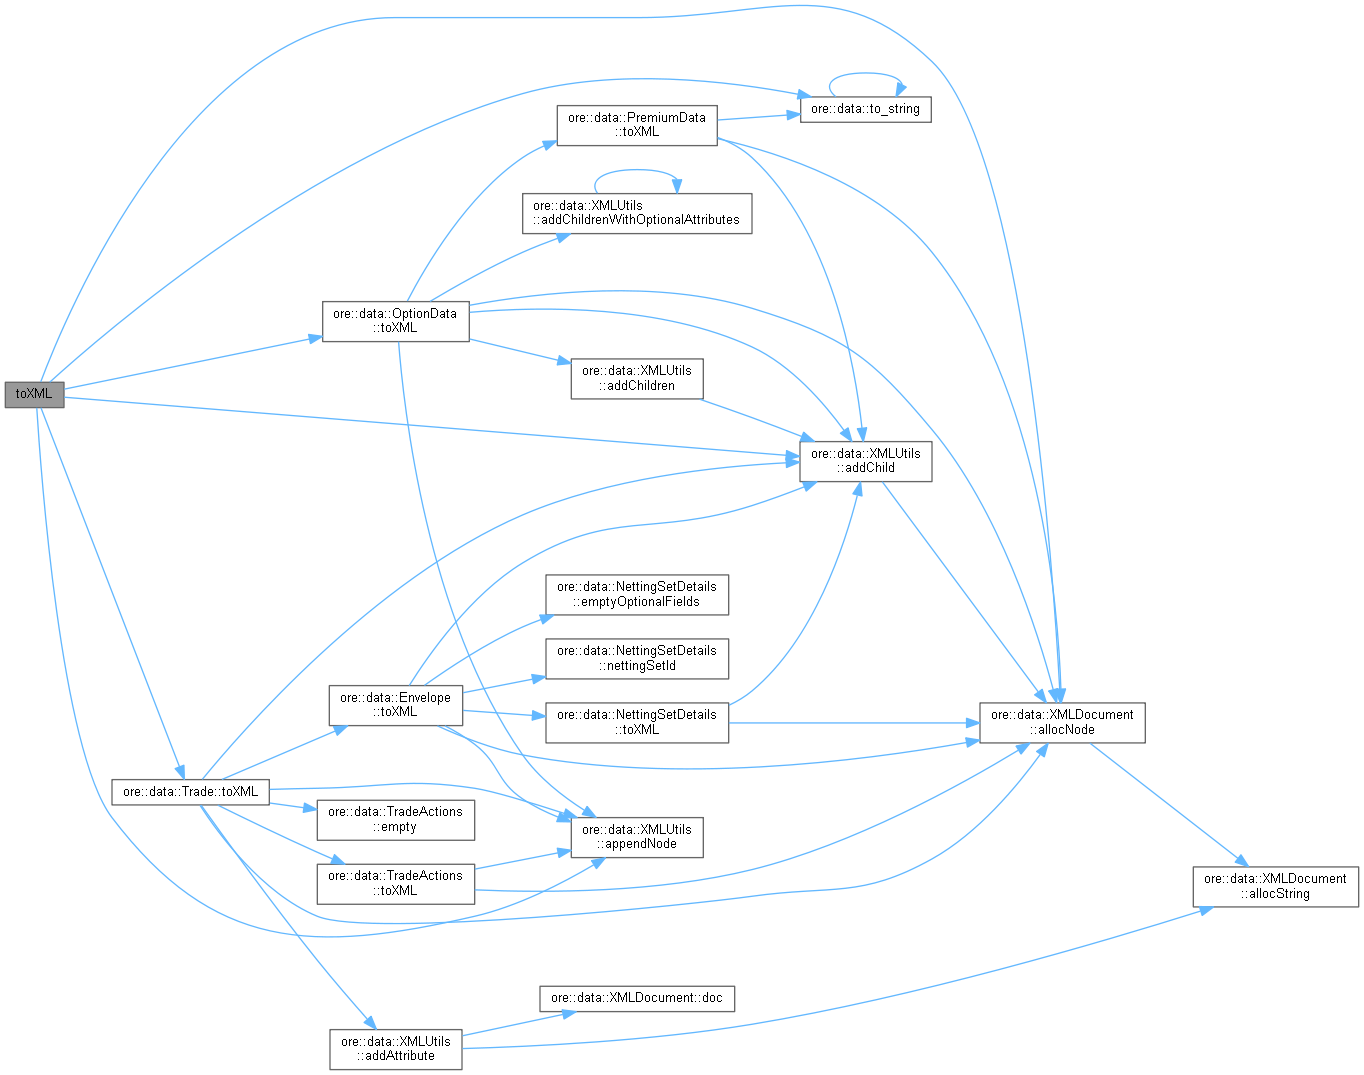 ore::data::to_string
ore::data::PremiumData
::toXML
ore::data::XMLUtils
::addChildrenWithOptionalAttributes
ore::data::OptionData
::toXML
ore::data::XMLUtils
::addChildren
toXML
ore::data::XMLUtils
::addChild
ore::data::NettingSetDetails
::emptyOptionalFields
ore::data::NettingSetDetails
::nettingSetId
ore::data::Envelope
::toXML
ore::data::NettingSetDetails
::toXML
ore::data::XMLDocument
::allocNode
ore::data::Trade::toXML
ore::data::TradeActions
::empty
ore::data::XMLUtils
::appendNode
ore::data::TradeActions
::toXML
ore::data::XMLDocument
::allocString
ore::data::XMLDocument::doc
ore::data::XMLUtils
::addAttribute